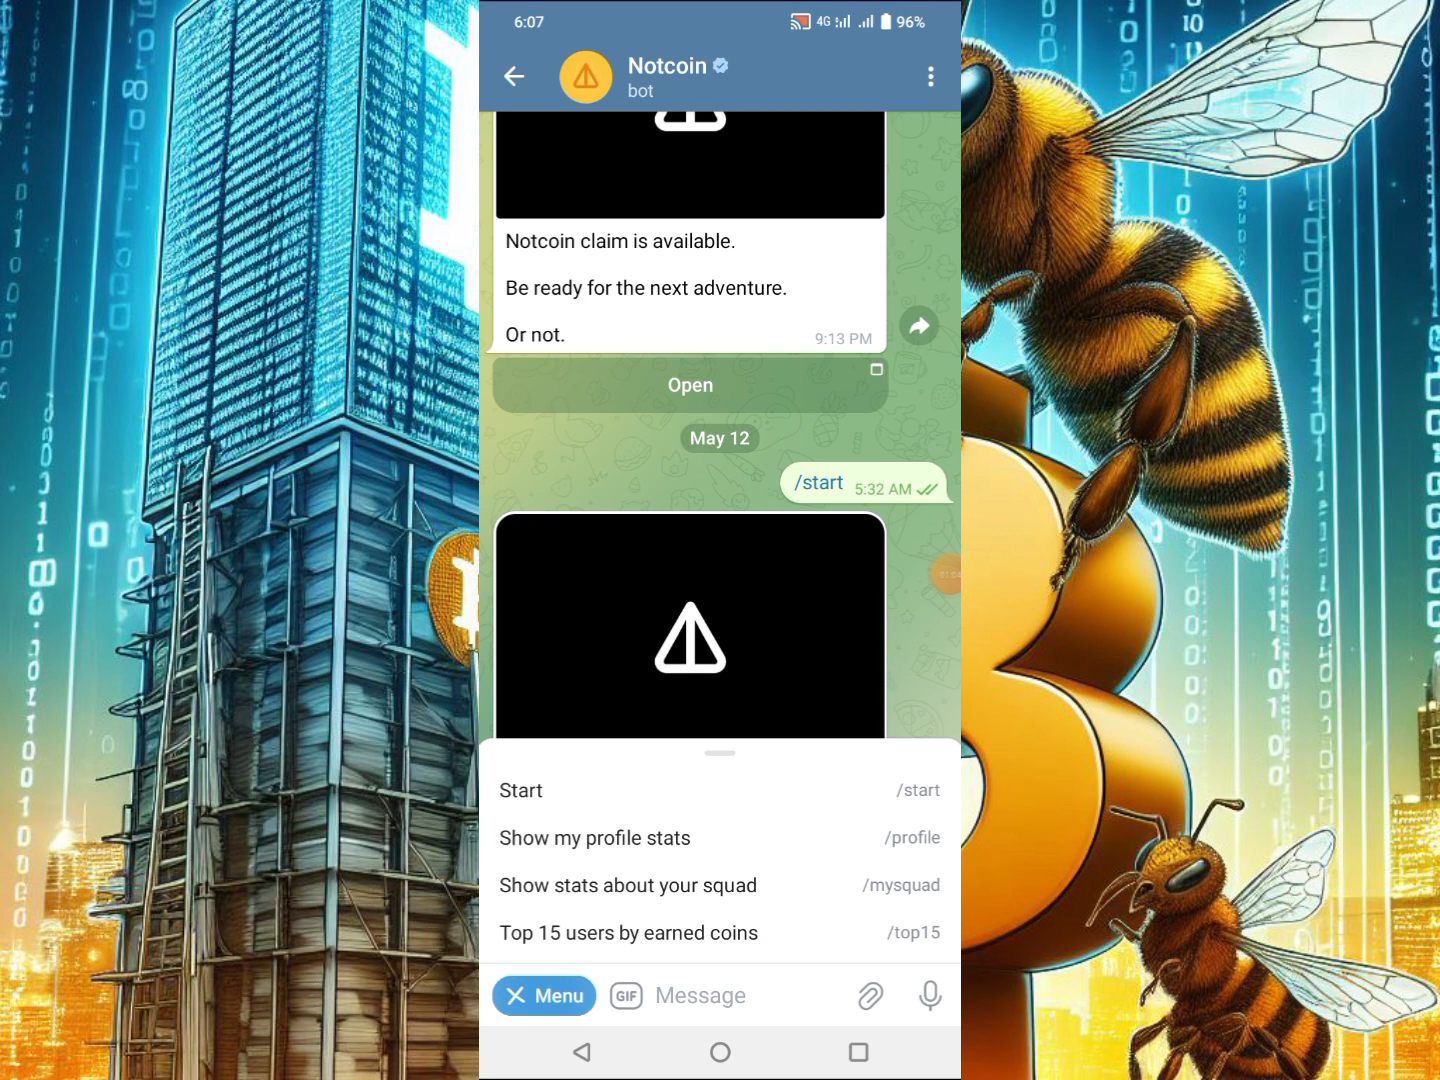 6:07
4G
96%
Notcoin
bot
Notcoin claim is available.
Be ready for the next adventure.
Or not.
9:13 PM
Open
May 12
/start 5:32 AM
Start /start
Show my profile stats /profile
Show stats about your squad /mysquad
Top 15 users by earned coins /top15
Menu GIF Message